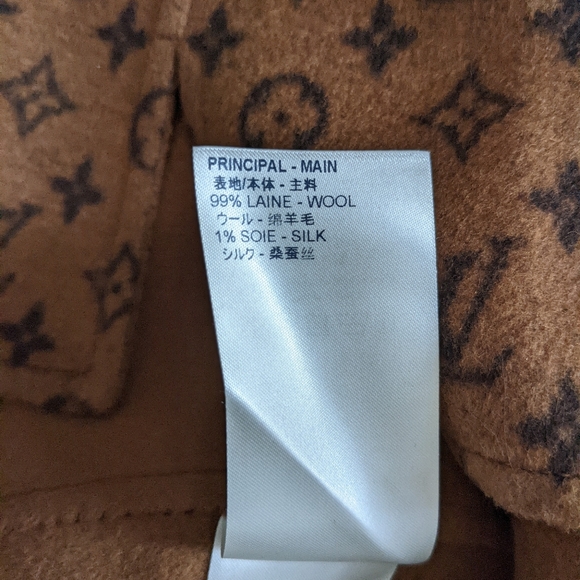 PRINCIPAL - MAIN
表地/本体 - 主料
99% LAINE - WOOL
ウール - 绵羊毛
1% SOIE - SILK
シルク - 桑蚕丝